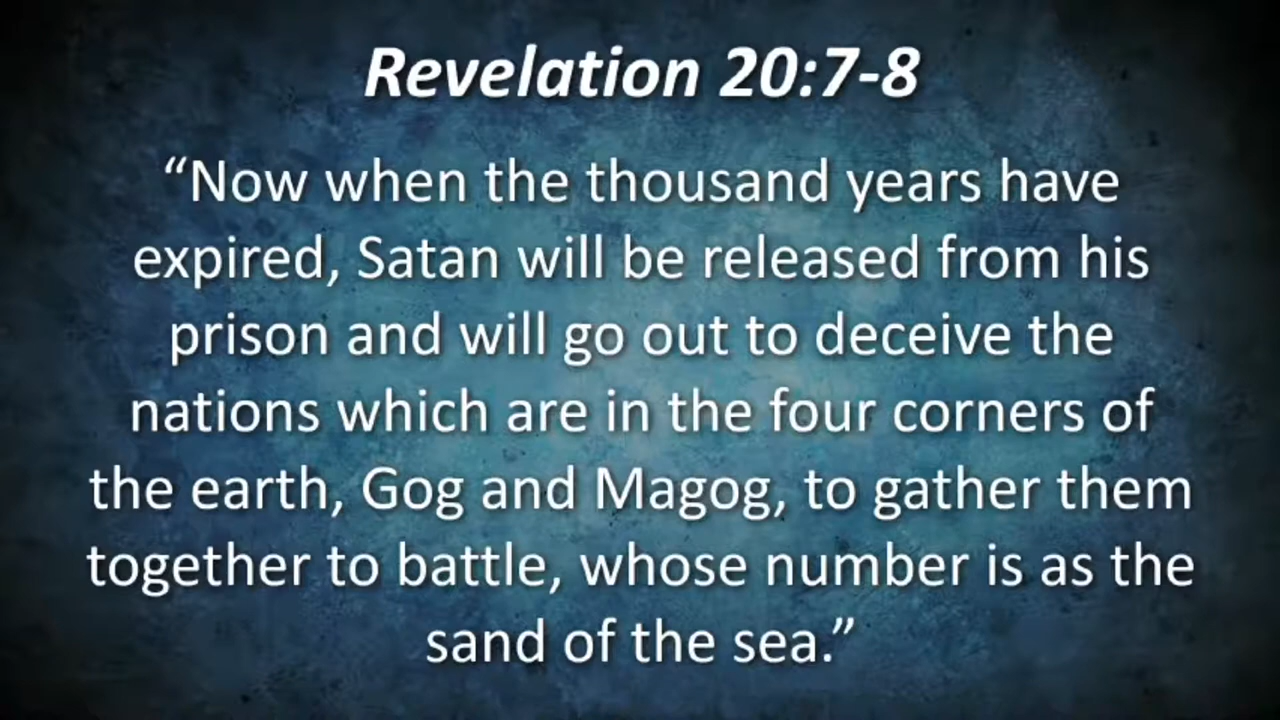 Revelation 20:7-8
“Now when the thousand years have
expired, Satan will be released from his
prison and will go out to deceive the
nations which are in the four corners of
the earth, Gog and Magog, to gather them
together to battle, whose number is as the
sand of the sea.”